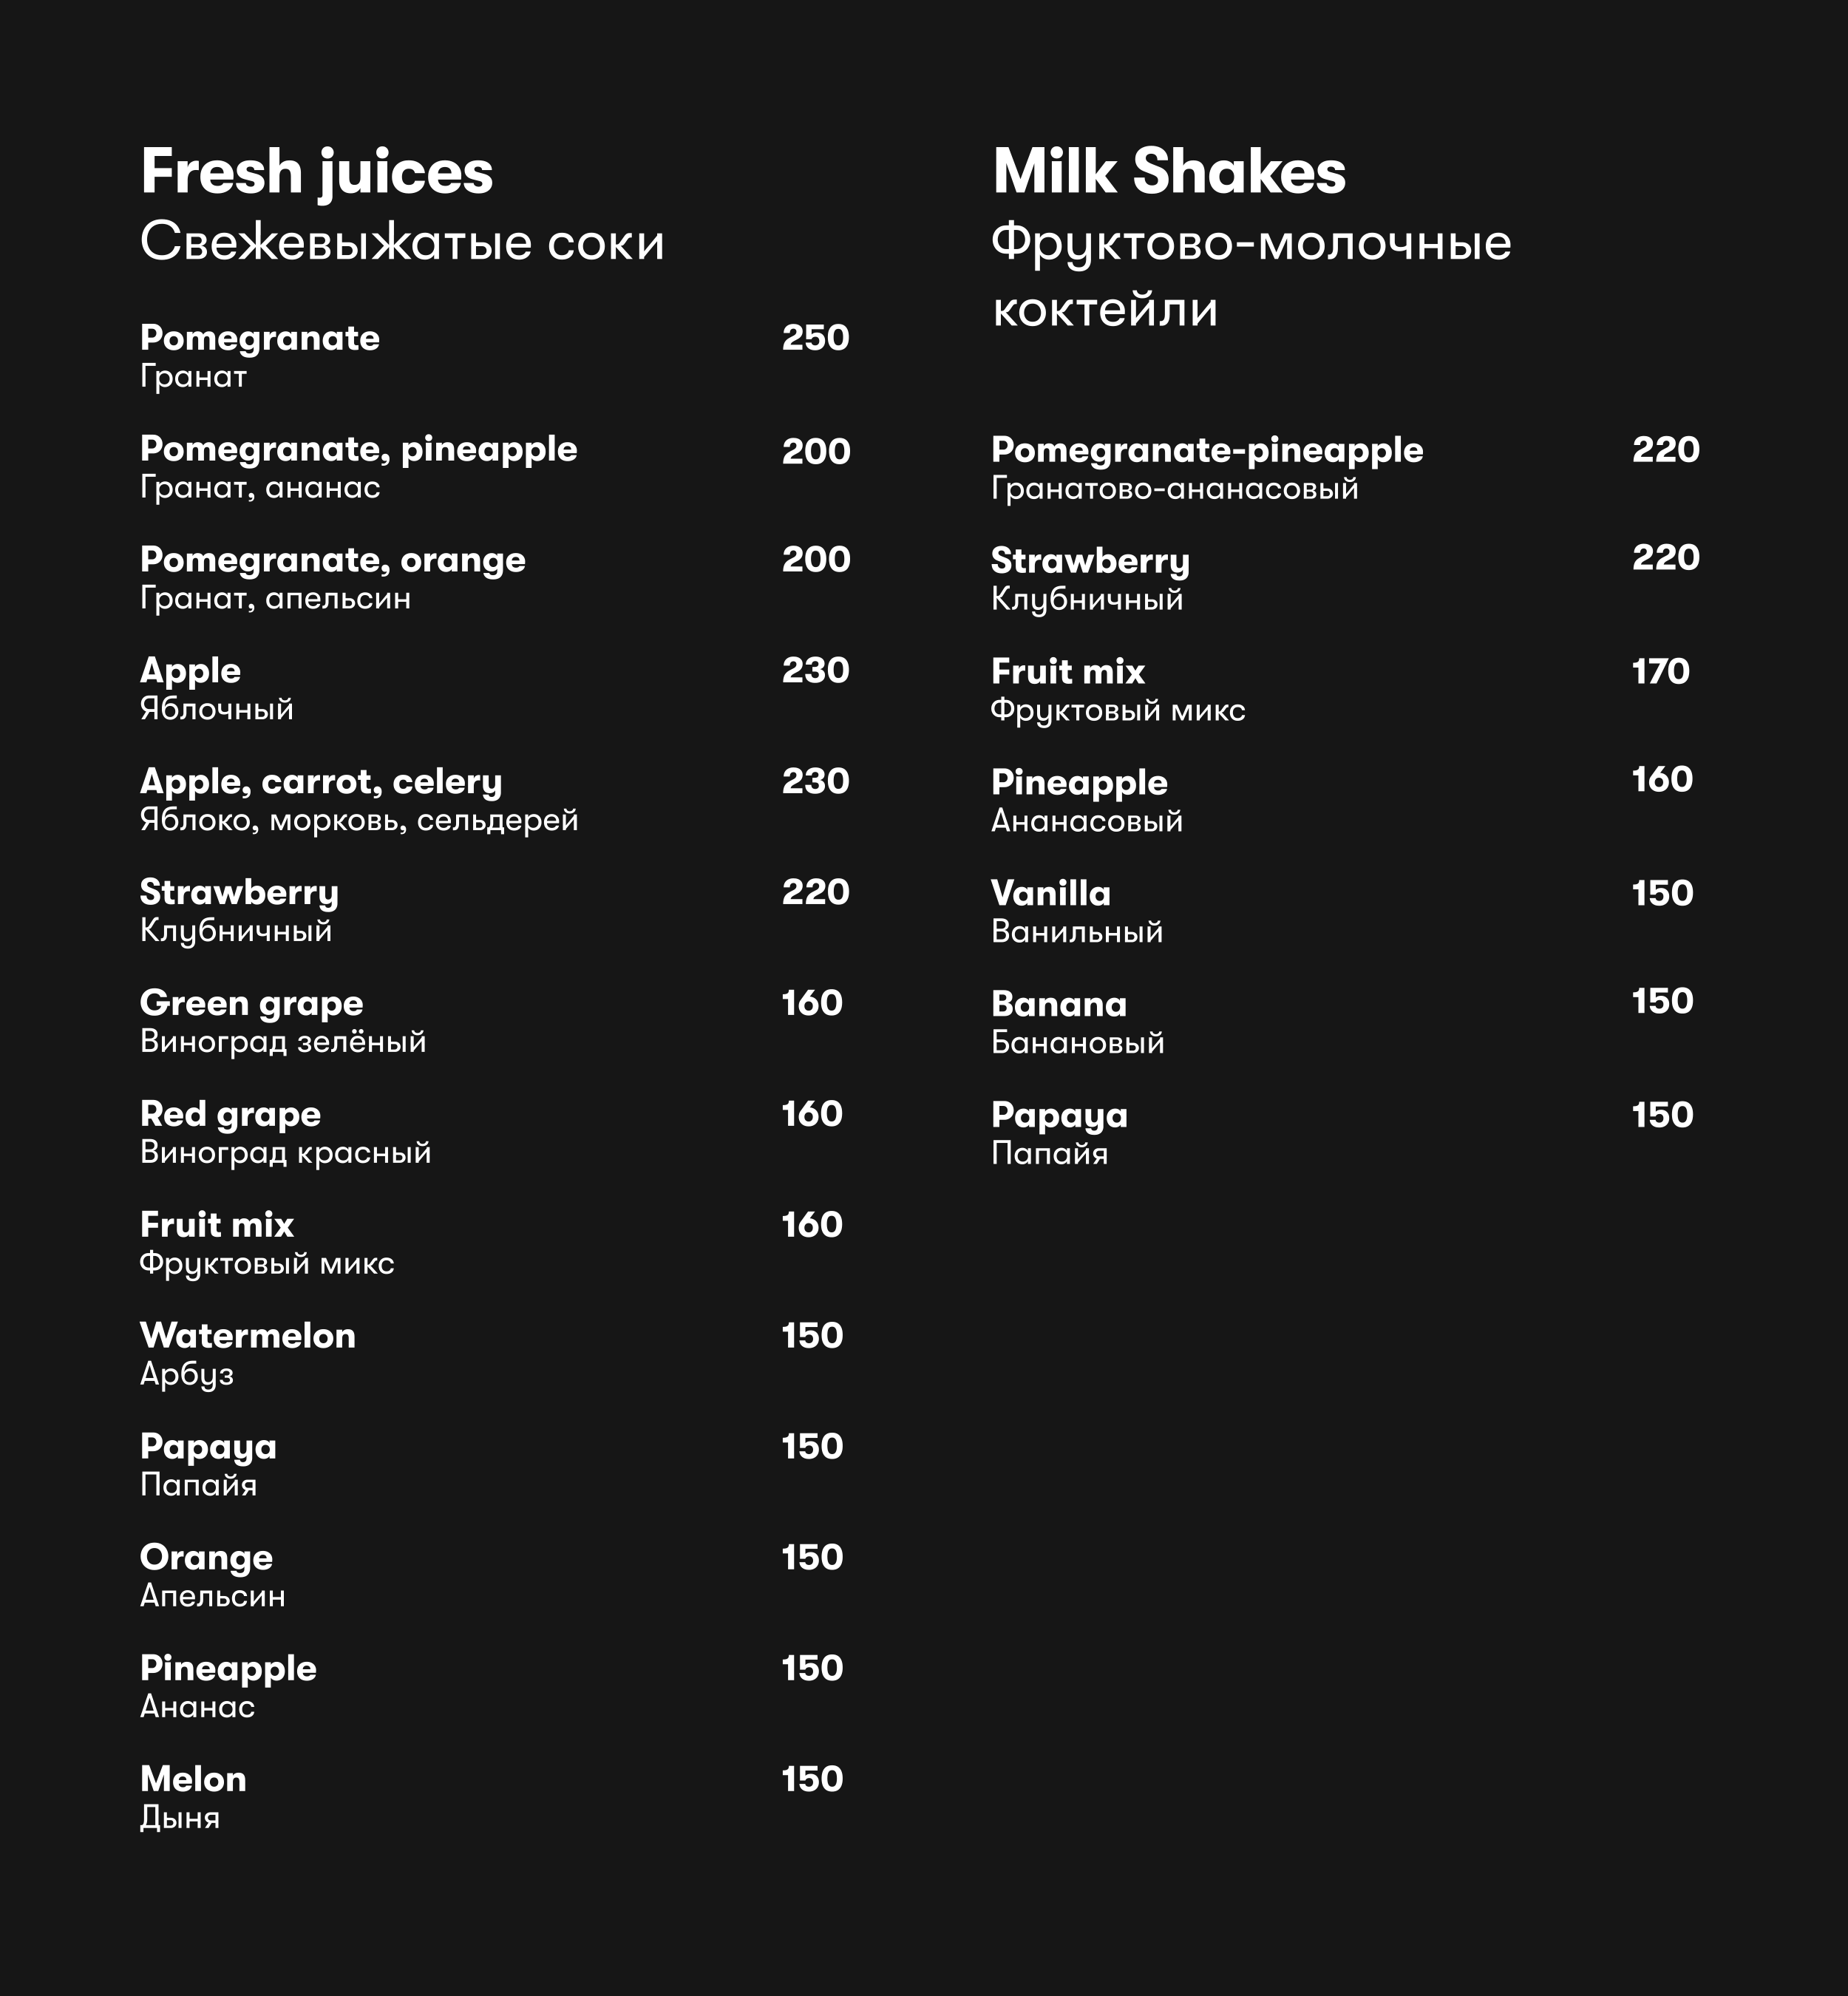 Fresh juices
Свежевыжатые соки
Pomegranate 250
Гранат
Pomegranate, pineapple 200
Гранат, ананас
Pomegranate, orange 200
Гранат, апельсин
Apple 230
Яблочный
Apple, carrot, celery 230
Яблоко, морковь, сельдерей
Strawberry 220
Клубничный
Green grape 160
Виноград зелёный
Red grape 160
Виноград красный
Fruit mix 160
Фруктовый микс
Watermelon 150
Арбуз
Papaya 150
Папайя
Orange 150
Апельсин
Pineapple 150
Ананас
Melon 150
Дыня
Milk Shakes
Фруктово-молочные
коктейли
Pomegranate-pineapple 220
Гранатово-ананасовый
Strawberry 220
Клубничный
Fruit mix 170
Фруктовый микс
Pineapple 160
Ананасовый
Vanilla 150
Ванильный
Banana 150
Банановый
Papaya 150
Папайя